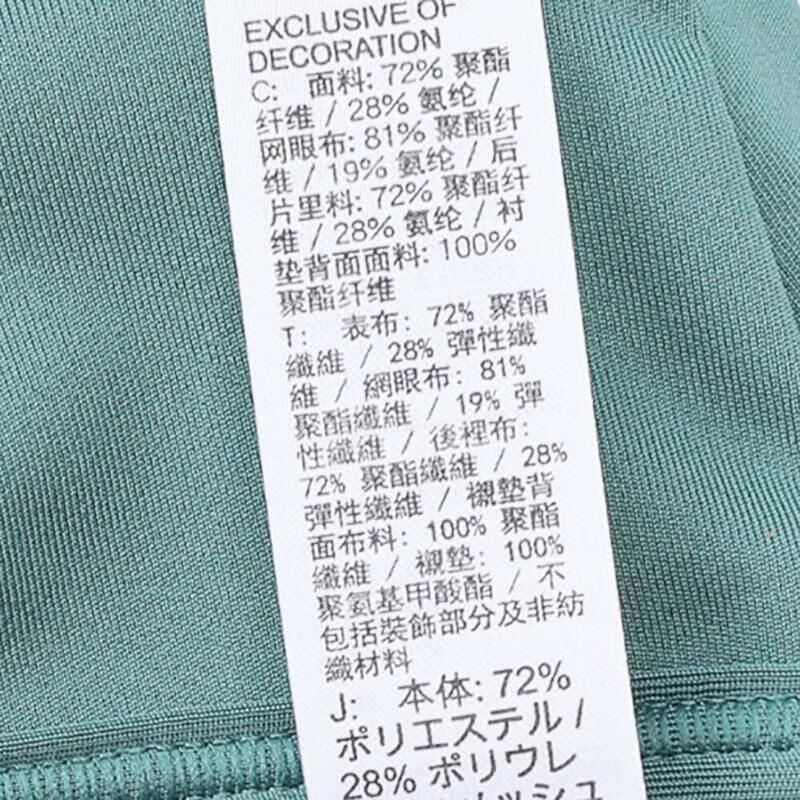 EXCLUSIVE OF
DECORATION
C: 面料: 72% 聚酯
纤维 / 28% 氨纶 /
网眼布: 81% 聚酯纤
维 / 19% 氨纶 / 后
片里料: 72% 聚酯纤
维 / 28% 氨纶 / 衬
垫背面面料: 100%
聚酯纤维
T: 表布: 72% 聚酯
纖維 / 28% 彈性纖
維 / 網眼布: 81%
聚酯纖維 / 19% 彈
性纖維 / 後裡布:
72% 聚酯纖維 / 28%
彈性纖維 / 襯墊背
面布料: 100% 聚酯
纖維 / 襯墊: 100%
聚氨基甲酸酯 / 不
包括裝飾部分及非紡
織材料
J: 本体: 72%
ポリエステル /
28% ポリウレ
ッシュ